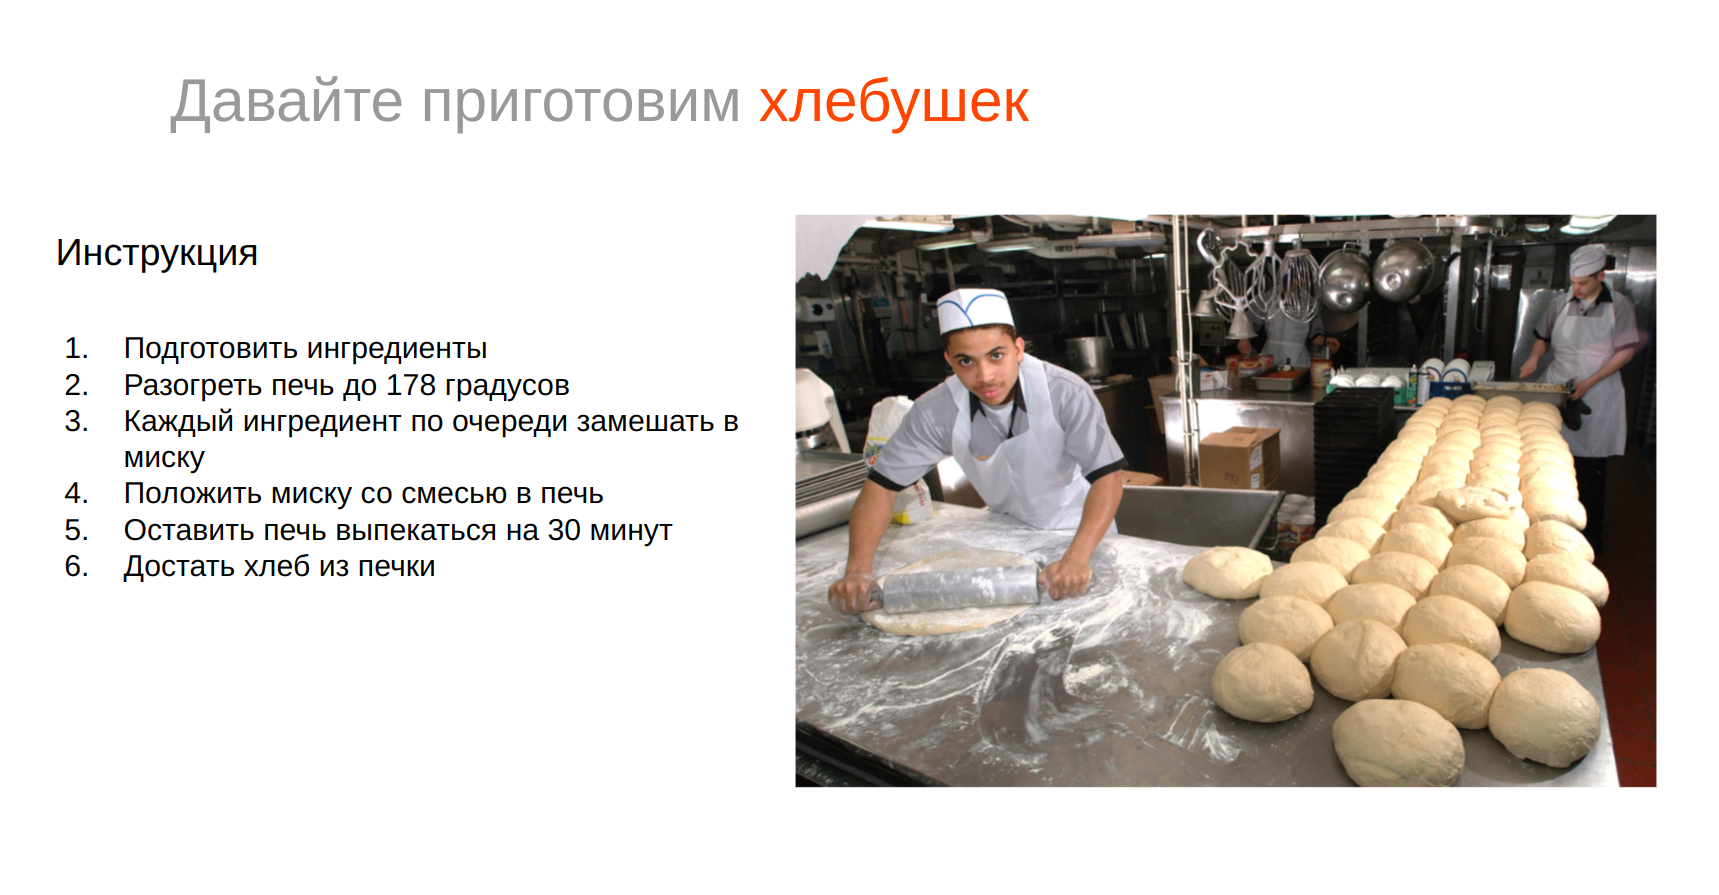 Давайте приготовим хлебушек
Инструкция
1. Подготовить ингредиенты
2. Разогреть печь до 178 градусов
3. Каждый ингредиент по очереди замешать в
миску
4. Положить миску со смесью в печь
5. Оставить печь выпекаться на 30 минут
6. Достать хлеб из печки